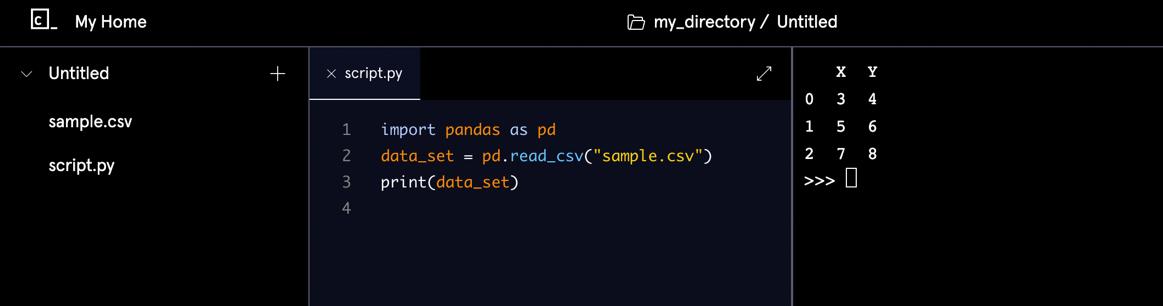 C_ My Home
my_directory / Untitled
Untitled
sample.csv
script.py
script.py
1 import pandas as pd
2 data_set = pd.read_csv("sample.csv")
3 print(data_set)
4
X Y
0 3 4
1 5 6
2 7 8
>>>